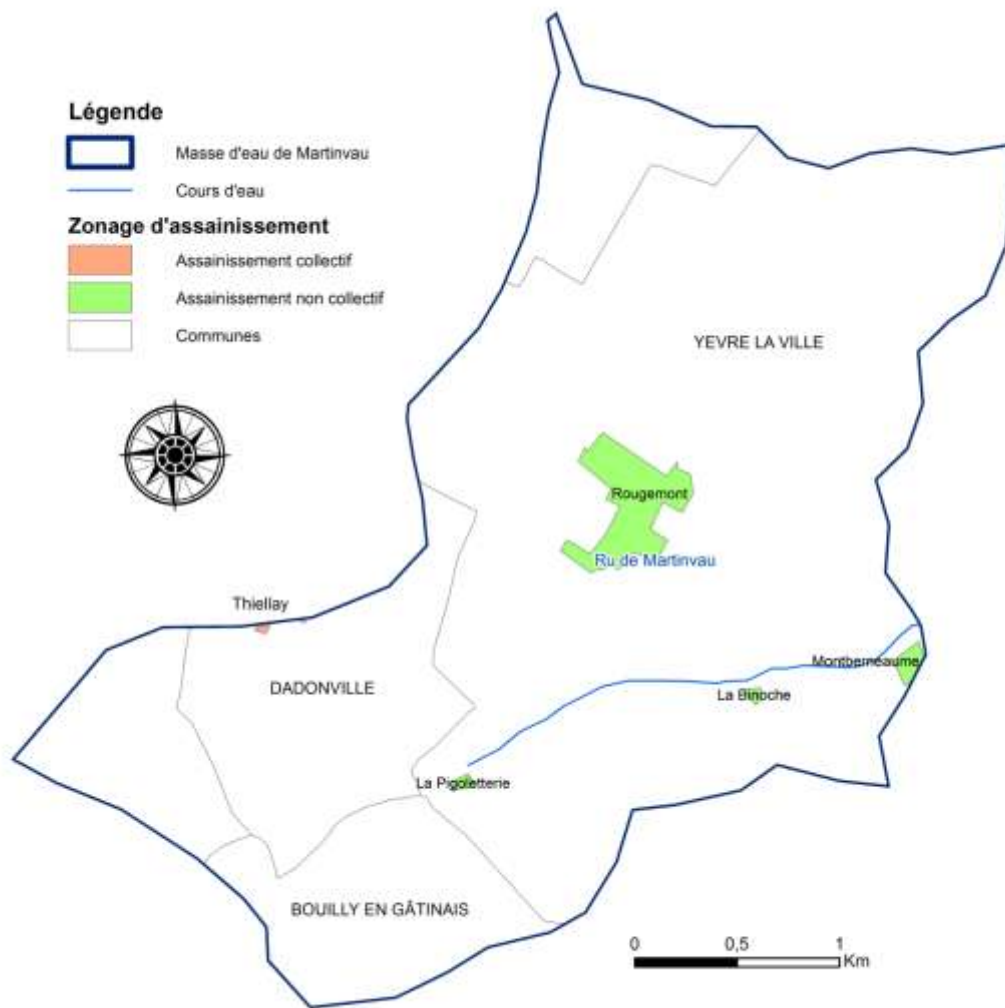 Légende
Masse d'eau de Martinvau
Cours d'eau
Zonage d'assainissement
Assainissement collectif
Assainissement non collectif
Communes
YEVRE LA VILLE
Rougemont
Ru de Martinvau
Thiellay
Montberneaume
DADONVILLE
La Binoche
La Pigoletterie
BOUILLY EN GÂTINAIS
0 0,5 1
Km